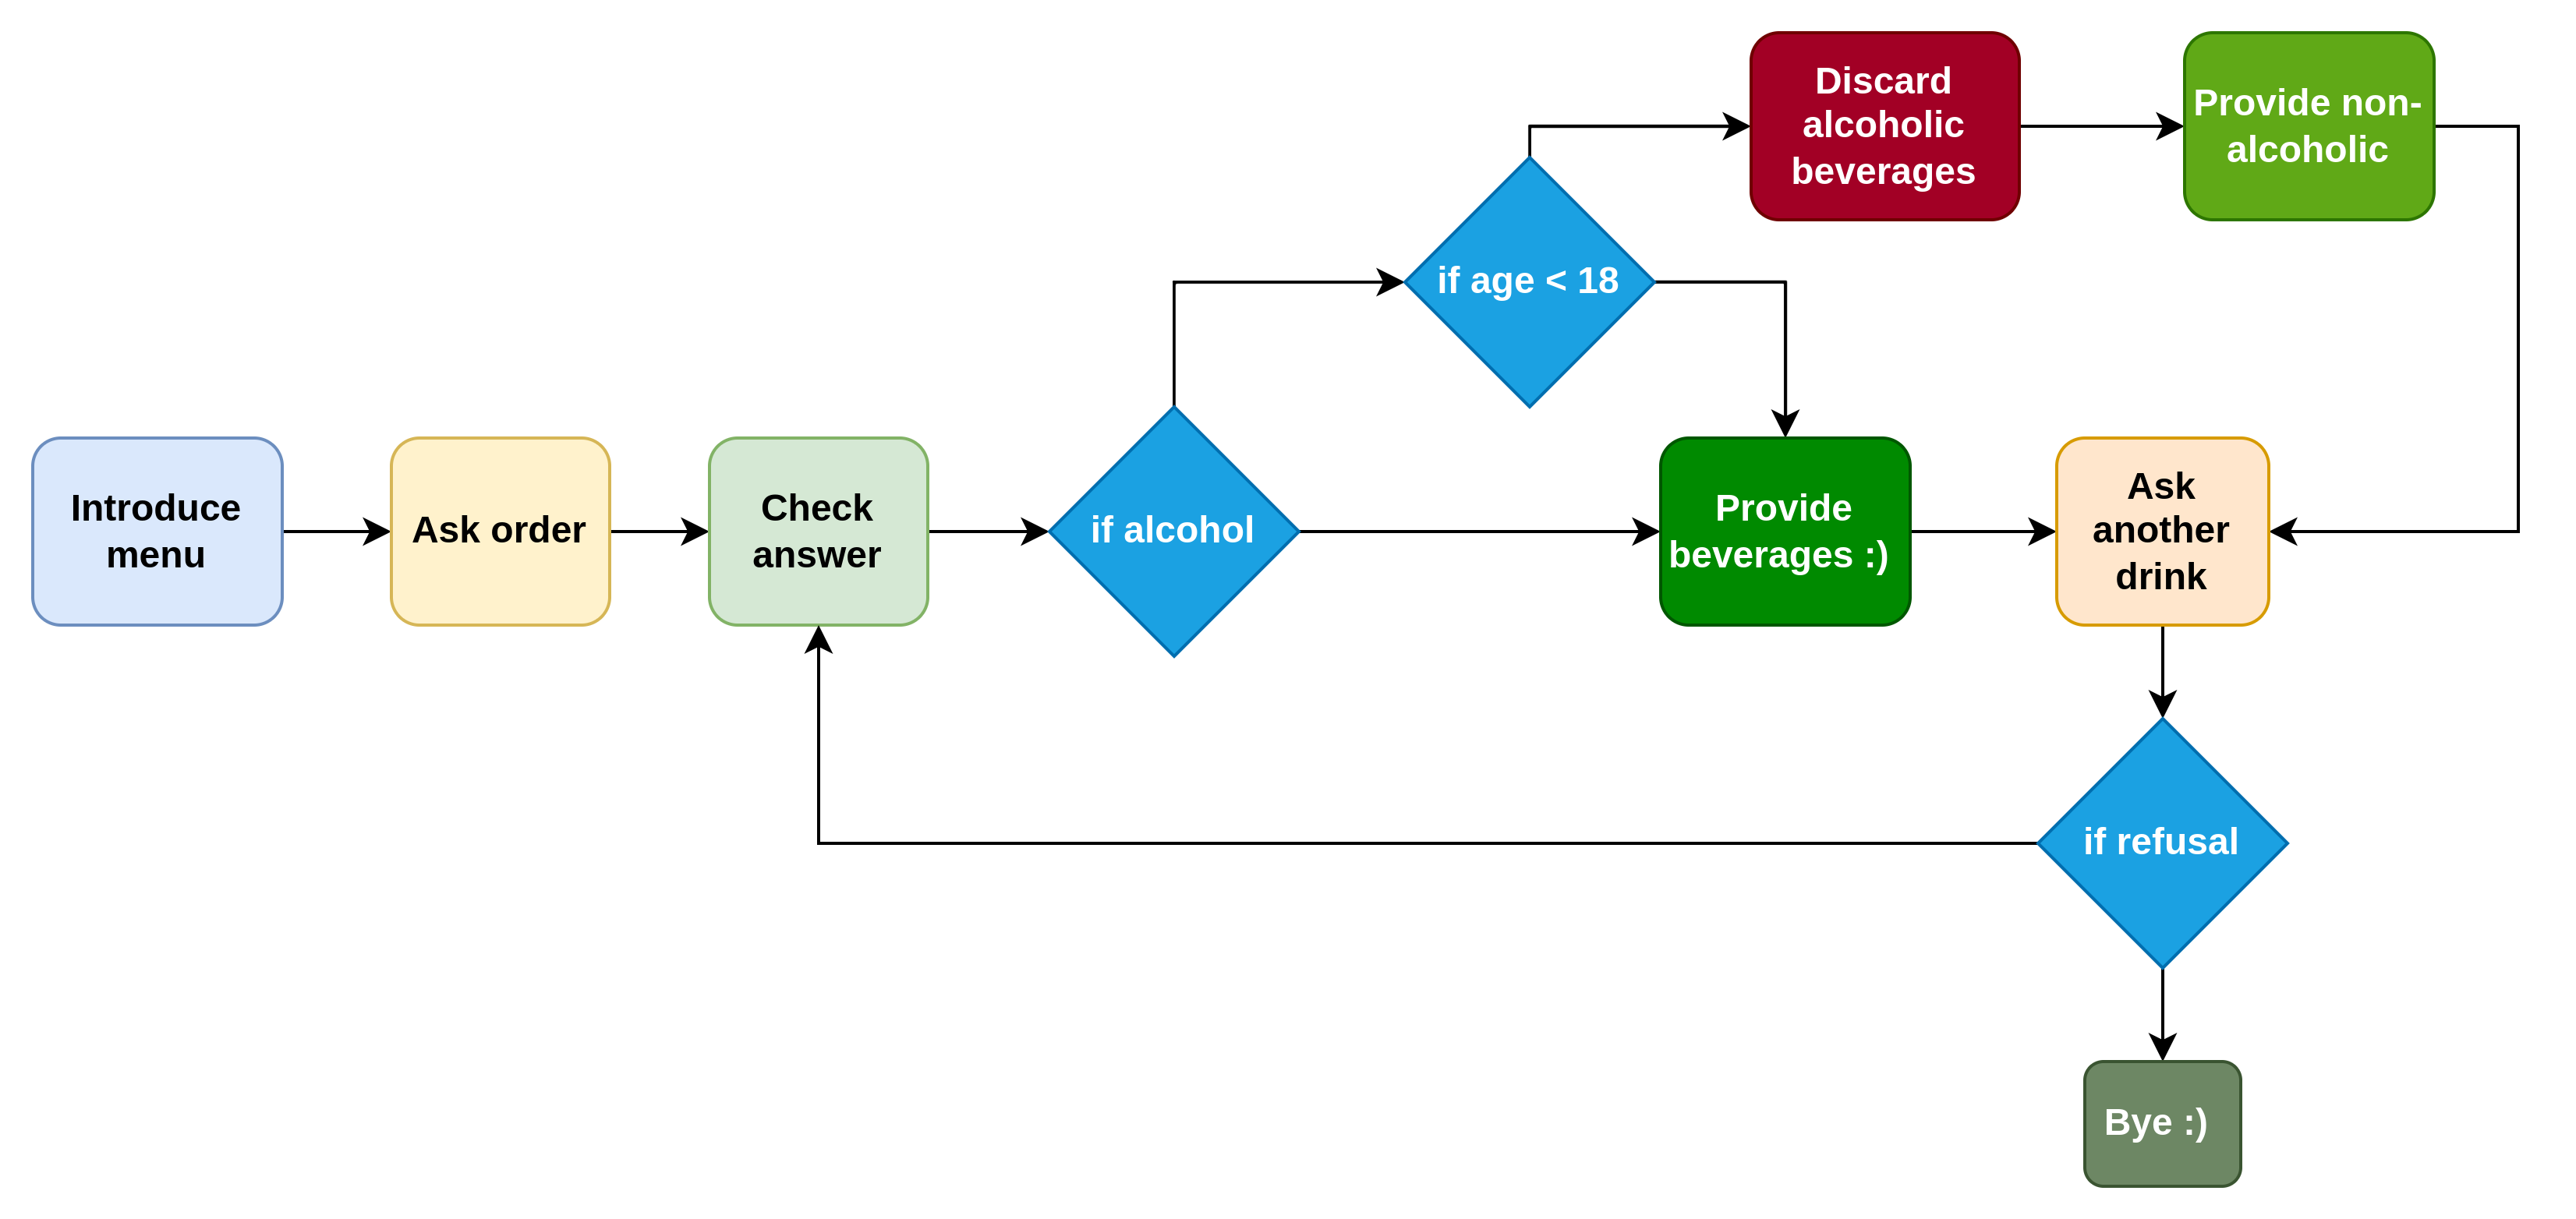 Discard
alcoholic
beverages
Provide non-
alcoholic
if age < 18
Introduce
menu
Ask order
Check
answer
if alcohol
Provide
beverages :)
Ask
another
drink
if refusal
Bye :)